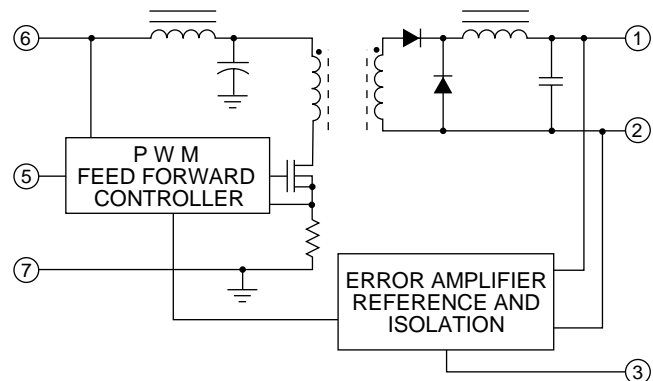 6
1
2
P W M
FEED FORWARD
CONTROLLER
5
7
ERROR AMPLIFIER
REFERENCE AND
ISOLATION
3